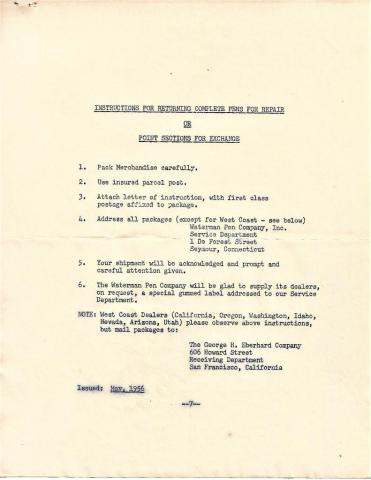 INSTRUCTIONS FOR RETURNING COMPLETE PENS FOR REPAIR
OR
POINT SECTIONS FOR EXCHANGE
1. Pack Merchandise carefully.
2. Use insured parcel post.
3. Attach letter of instruction, with first class
postage affixed to package.
4. Address all packages (except for West Coast - see below)
Waterman Pen Company, Inc.
Service Department
1 De Forest Street
Seymour, Connecticut
5. Your shipment will be acknowledged and prompt and
careful attention given.
6. The Waterman Pen Company will be glad to supply its dealers,
on request, a special gummed label addressed to our Service
Department.
NOTE: West Coast Dealers (California, Oregon, Washington, Idaho,
Nevada, Arizona, Utah) please observe above instructions,
but mail packages to:
The George H. Eberhard Company
606 Howard Street
Receiving Department
San Francisco, California
Issued: May, 1956
--7--